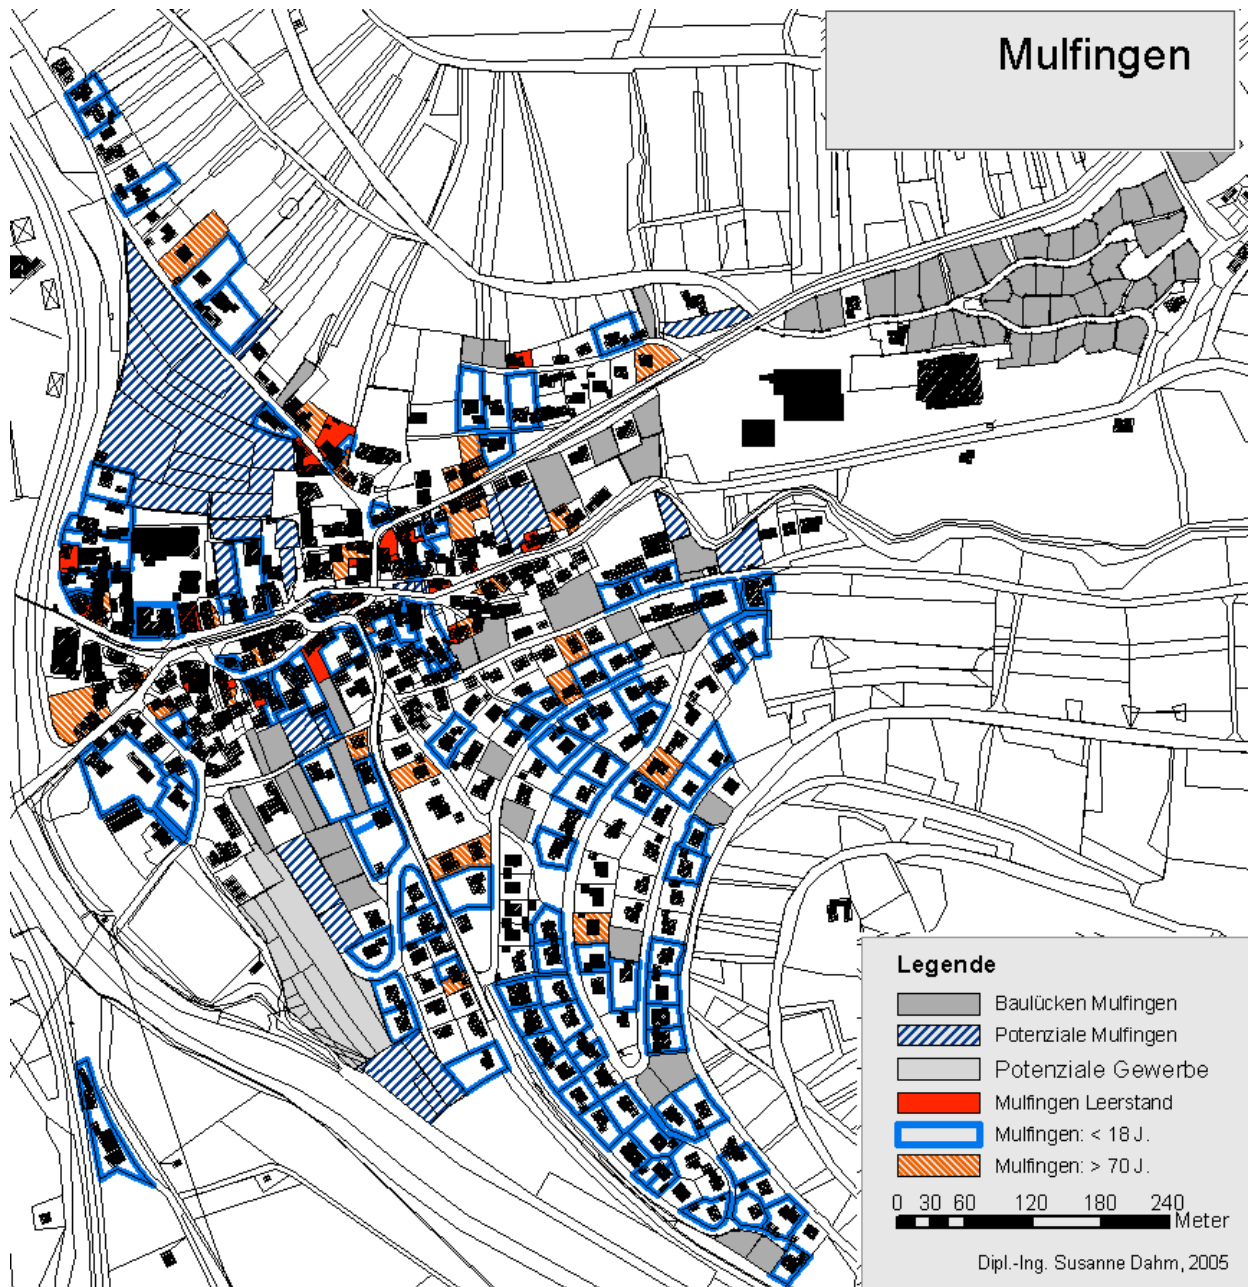 Mulfingen
Legende
Baulücken Mulfingen
Potenziale Mulfingen
Potenziale Gewerbe
Mulfingen Leerstand
Mulfingen: < 18 J.
Mulfingen: > 70 J.
0 30 60 120 180 240
Meter
Dipl.-Ing. Susanne Dahm, 2005